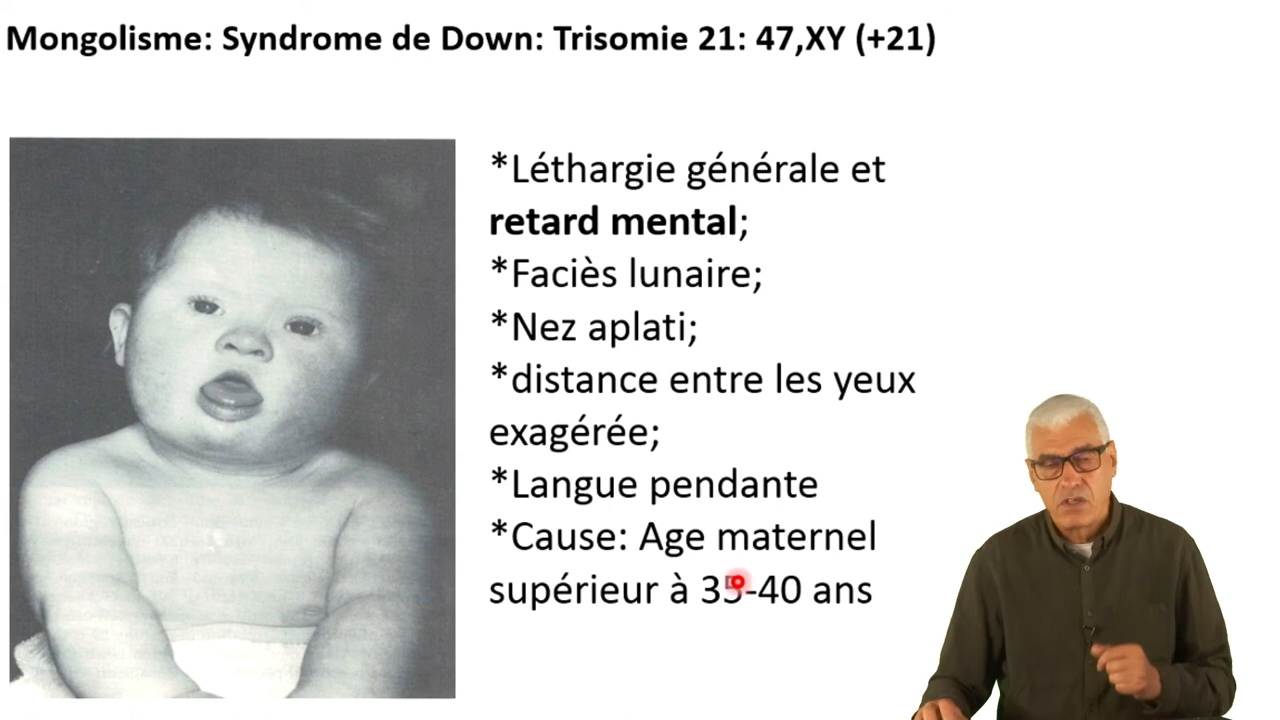 Mongolisme: Syndrome de Down: Trisomie 21: 47,XY (+21)
*Léthargie générale et
retard mental;
*Faciès lunaire;
*Nez aplati;
*distance entre les yeux
exagérée;
*Langue pendante
*Cause: Age maternel
supérieur à 35-40 ans